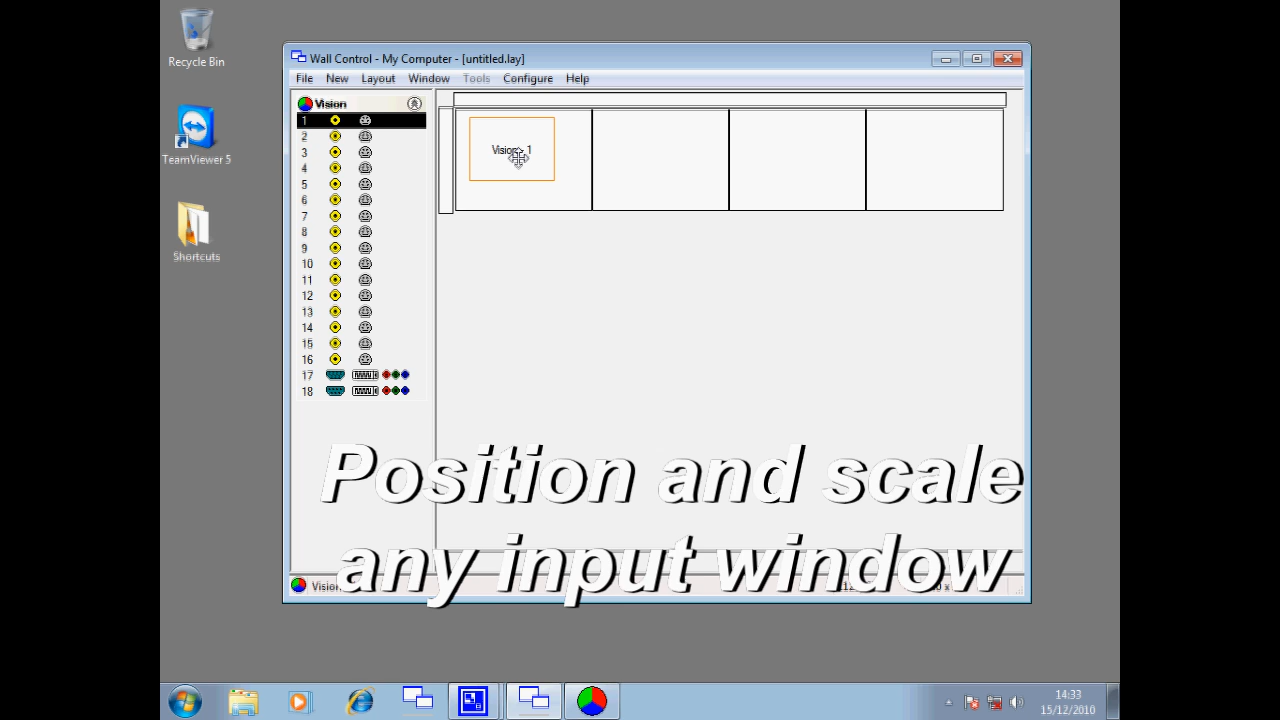 Recycle Bin
TeamViewer 5
Shortcuts
Wall Control - My Computer - [untitled.lay]
File New Layout Window Tools Configure Help
Vision
1
2
3
4
5
6
7
8
9
10
11
12
13
14
15
16
17
18
Vision 1
Position and scale
any input window
Vision
14:33
15/12/2010